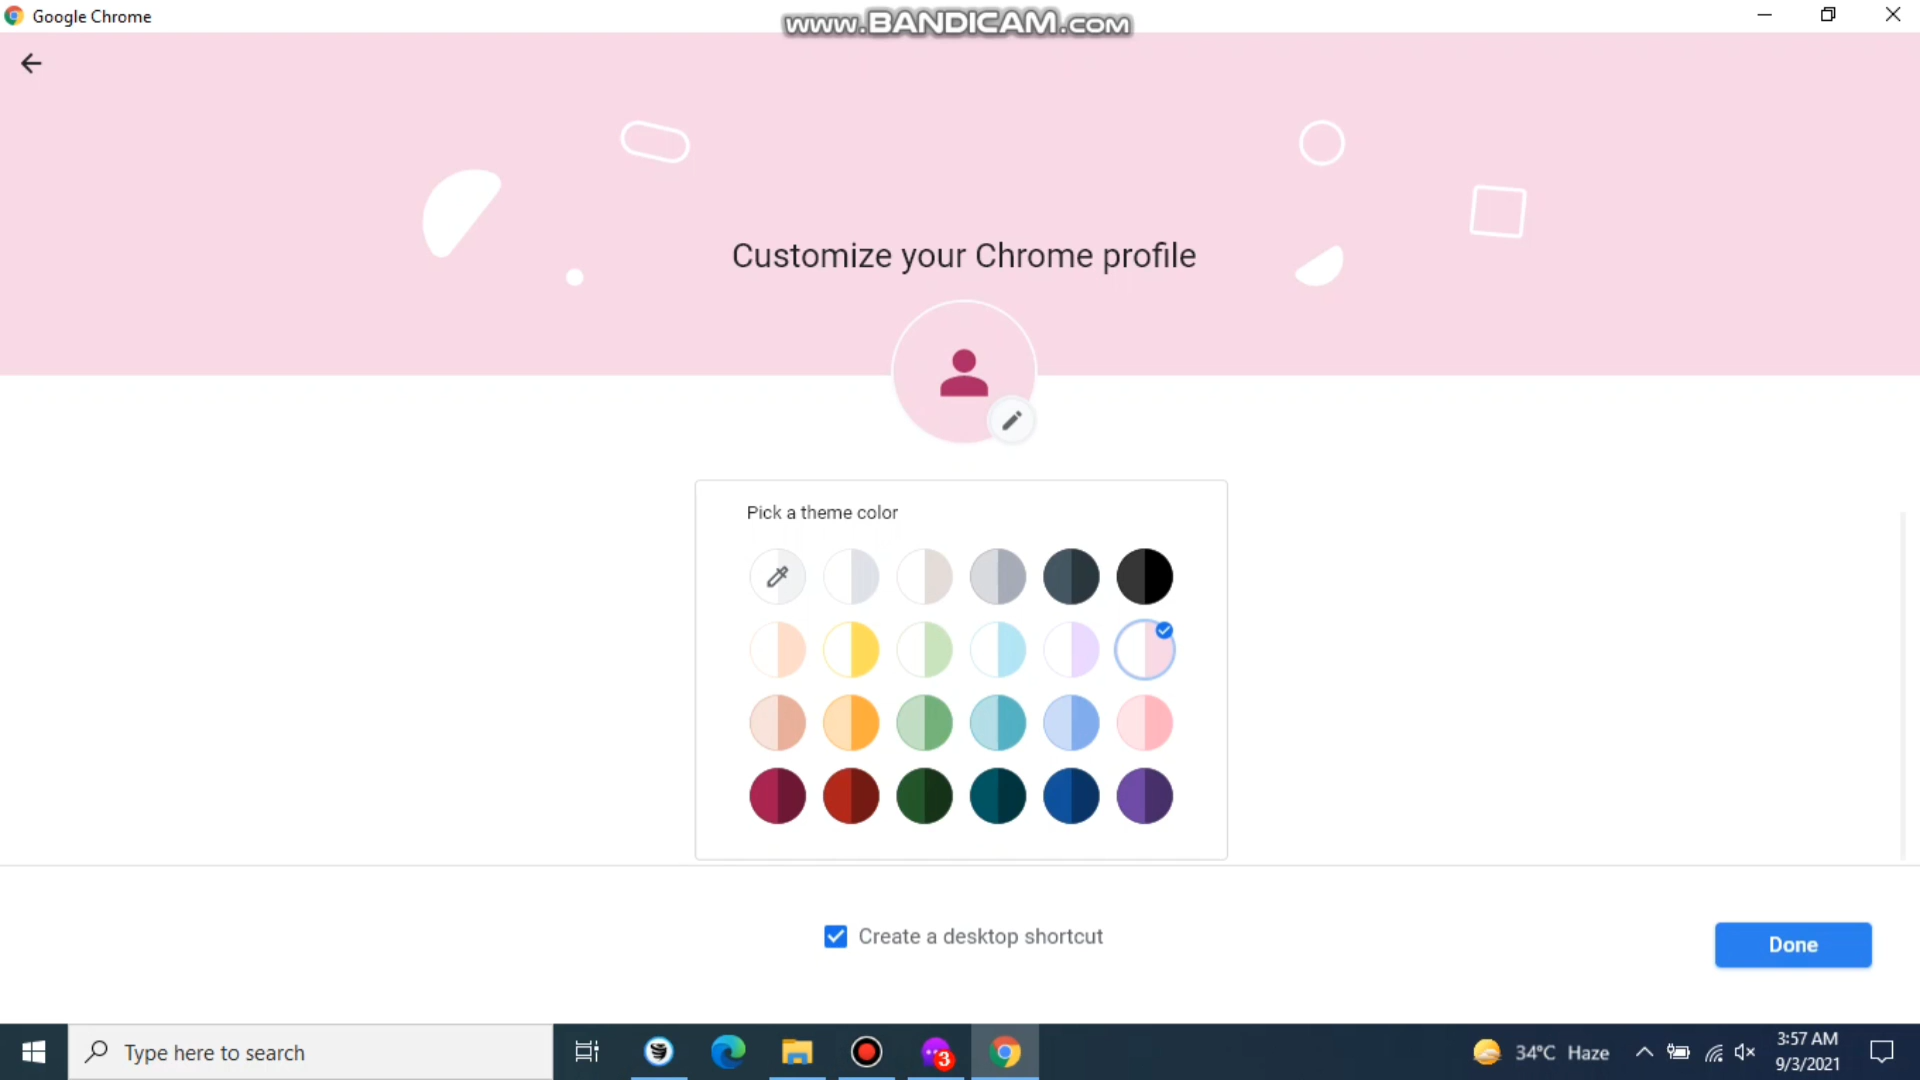 Google Chrome
www.BANDICAM.com
Customize your Chrome profile
Pick a theme color
Create a desktop shortcut
Done
Type here to search
3
34°C Haze
3:57 AM
9/3/2021